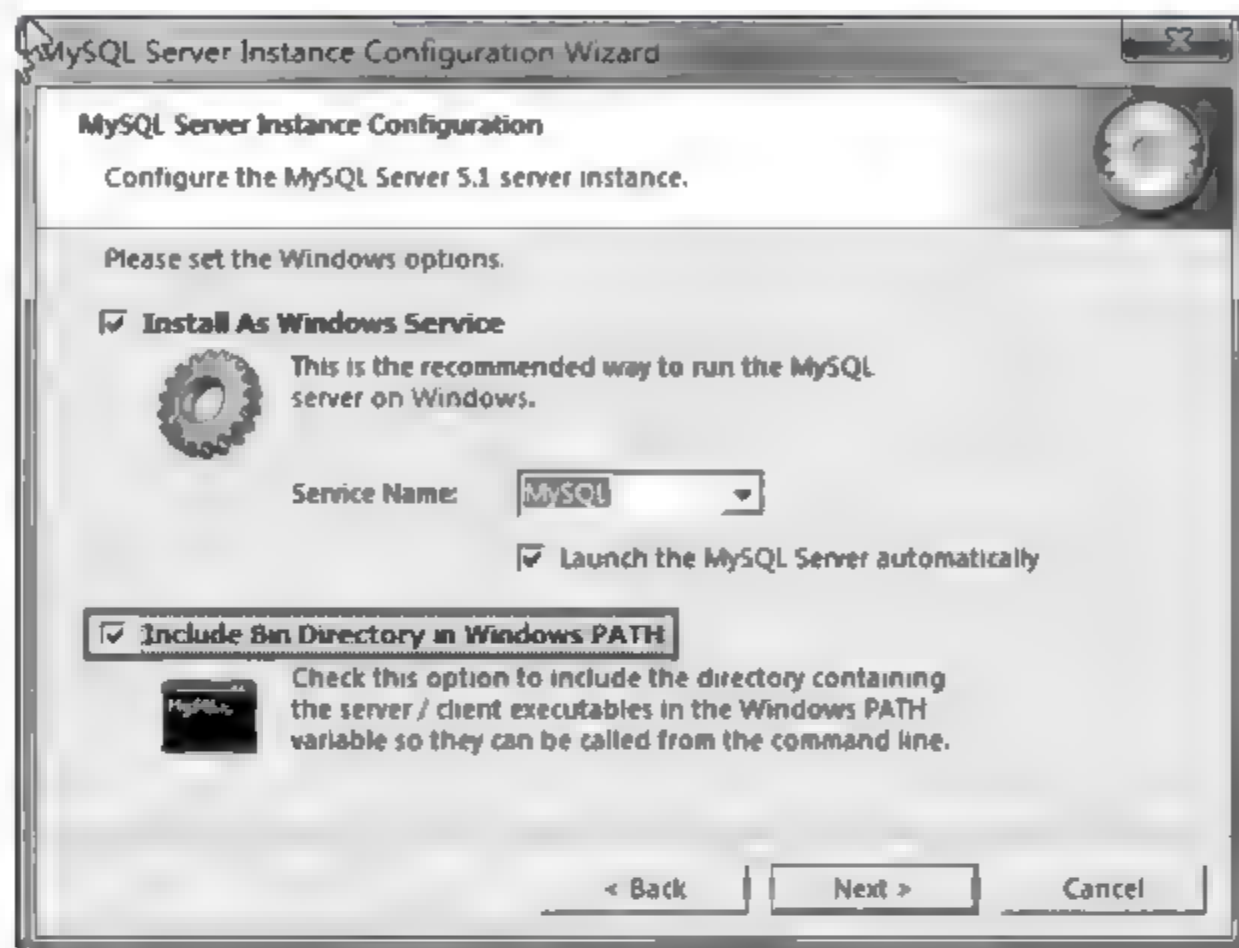 MySQL Server Instance Configuration Wizard
MySQL Server Instance Configuration
Configure the MySQL Server 5.1 server instance.
Please set the Windows options.
Install As Windows Service
This is the recommended way to run the MySQL
server on Windows.
Service Name: MySQL
Launch the MySQL Server automatically
Include Bin Directory in Windows PATH
Check this option to include the directory containing
the server / client executables in the Windows PATH
variable so they can be called from the command line.
< Back Next > Cancel